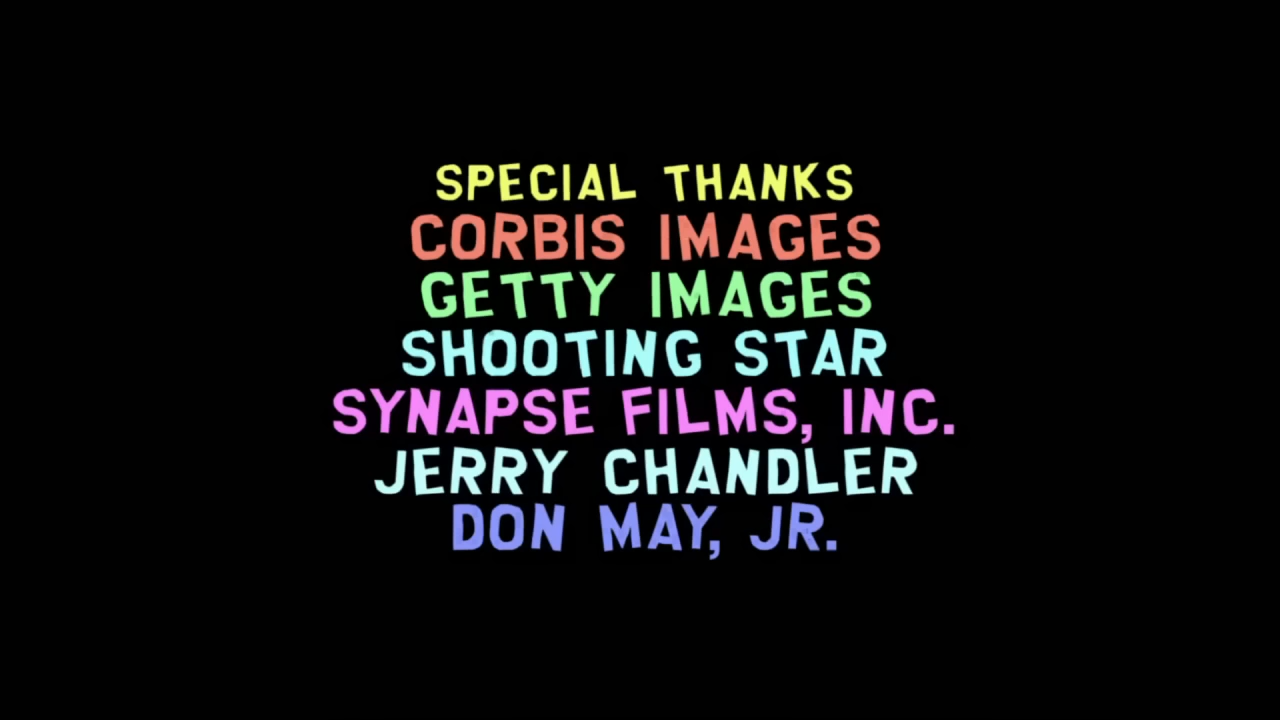 SPECIAL THANKS
CORBIS IMAGES
GETTY IMAGES
SHOOTING STAR
SYNAPSE FILMS, INC.
JERRY CHANDLER
DON MAY, JR.